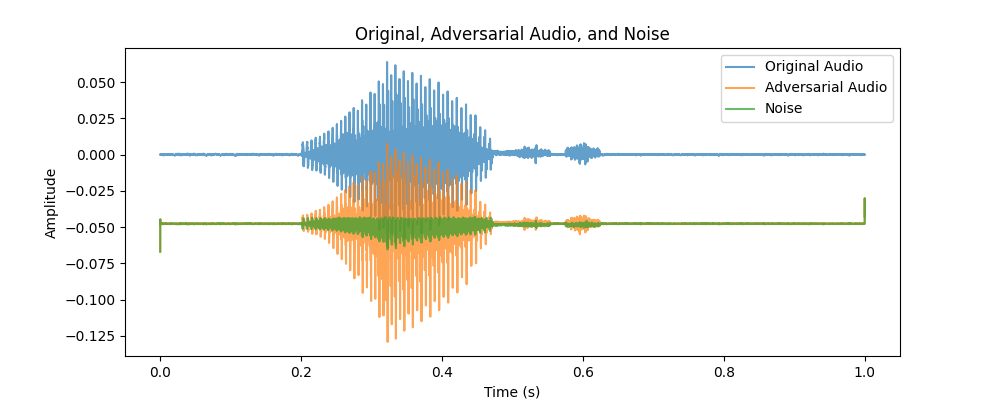 Original, Adversarial Audio, and Noise
Original Audio
Adversarial Audio
Noise
Amplitude
0.050
0.025
0.000
−0.025
−0.050
−0.075
−0.100
−0.125
0.0 0.2 0.4 0.6 0.8 1.0
Time (s)